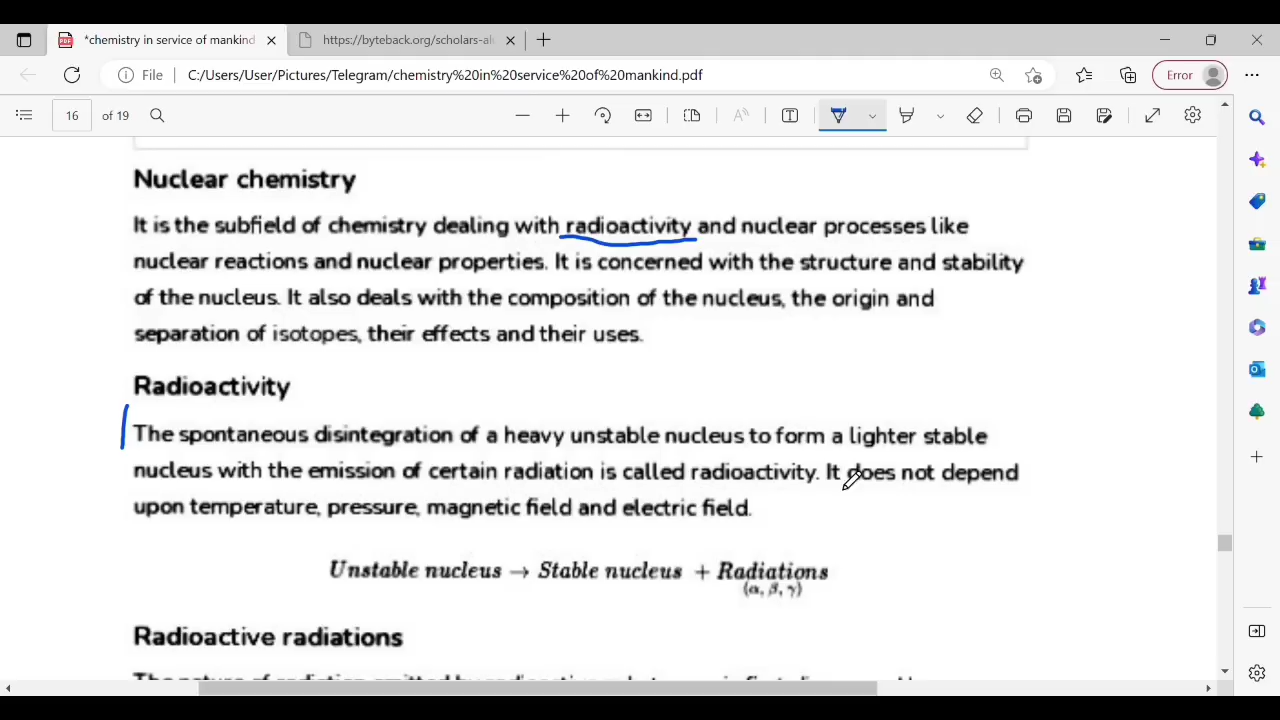 *chemistry in service of mankind
https://byteback.org/scholars-al
File C:/Users/User/Pictures/Telegram/chemistry%20in%20service%20of%20mankind.pdf
Error
16 of 19
Nuclear chemistry
It is the subfield of chemistry dealing with radioactivity and nuclear processes like
nuclear reactions and nuclear properties. It is concerned with the structure and stability
of the nucleus. It also deals with the composition of the nucleus, the origin and
separation of isotopes, their effects and their uses.
Radioactivity
The spontaneous disintegration of a heavy unstable nucleus to form a lighter stable
nucleus with the emission of certain radiation is called radioactivity. It does not depend
upon temperature, pressure, magnetic field and electric field.
Unstable nucleus → Stable nucleus + Radiations
(α, β, γ)
Radioactive radiations